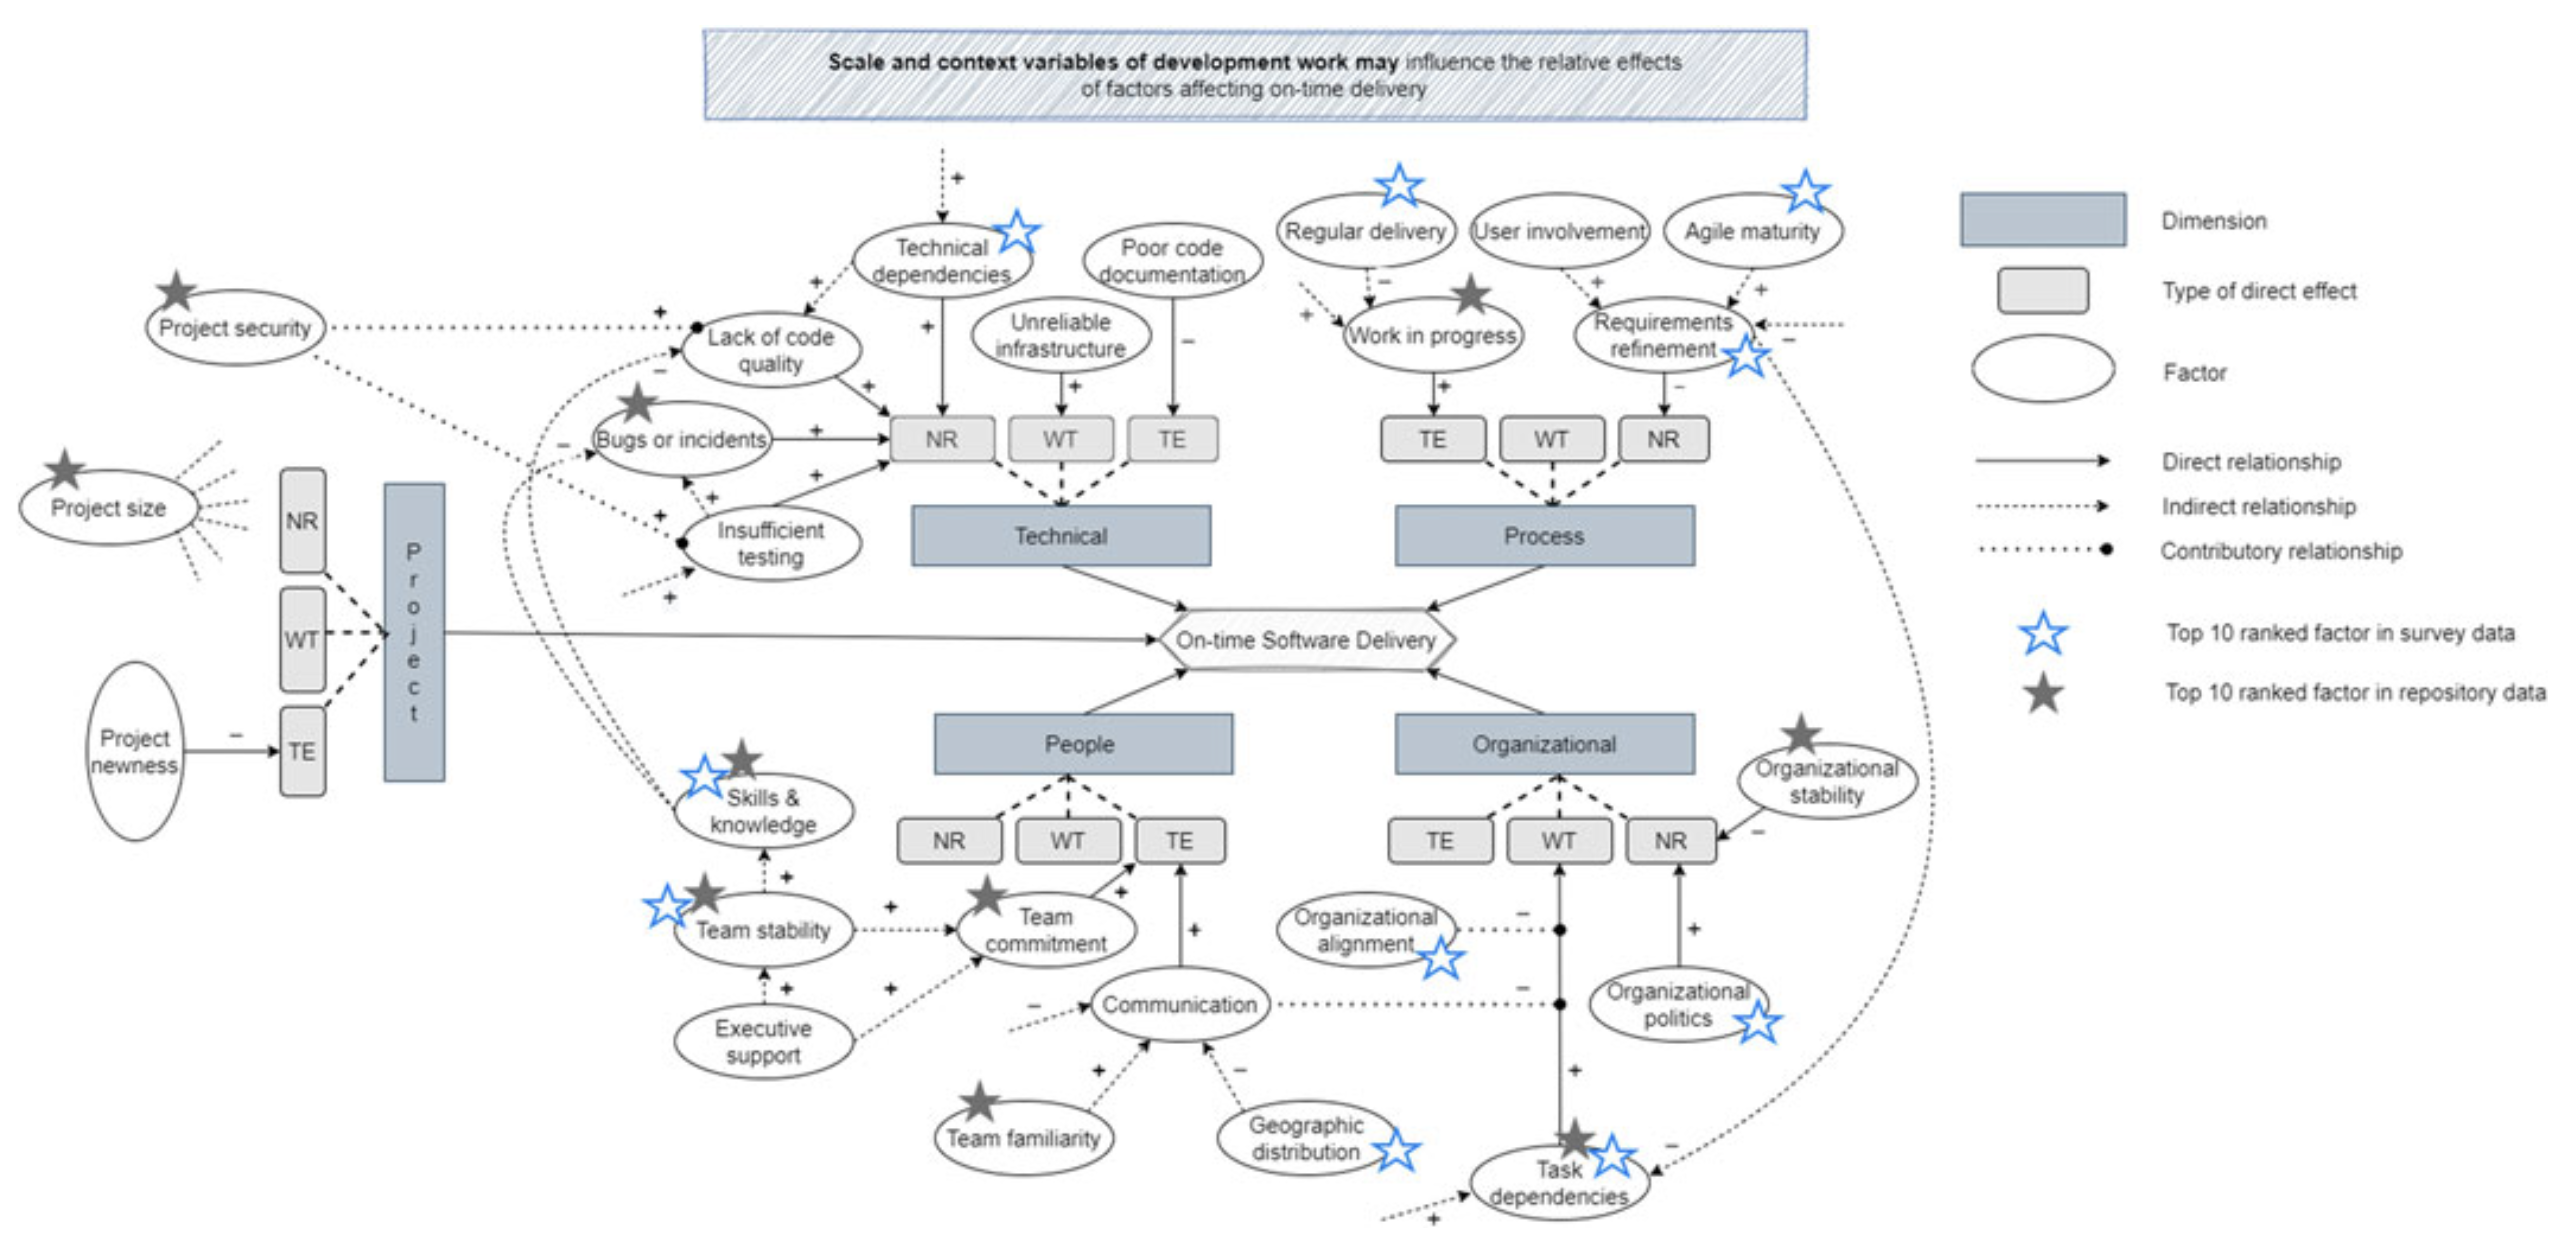 Scale and context variables of development work may influence the relative effects
of factors affecting on-time delivery
+
Technical
dependencies
Poor code
documentation
Regular delivery
User involvement
Agile maturity
Project security
+
+
+
Lack of code
quality
−
Unreliable
infrastructure
−
−
+
+
+
Work in progress
Requirements
refinement
−
+
+
+
−
Bugs or incidents
+
−
NR
WT
TE
TE
WT
NR
Project size
+
+
+
Insufficient
testing
+
Technical
Process
NR
WT
TE
P
r
o
j
e
c
t
On-time Software Delivery
Project
newness
−
People
Organizational
Skills &
knowledge
Organizational
stability
−
NR
WT
TE
TE
WT
NR
+
Team stability
+
Team
commitment
+
+
Organizational
alignment
−
+
+
Executive
support
+
−
Communication
−
Organizational
politics
+
−
+
Team familiarity
Geographic
distribution
−
Task
dependencies
+
Dimension
Type of direct effect
Factor
Direct relationship
Indirect relationship
Contributory relationship
Top 10 ranked factor in survey data
Top 10 ranked factor in repository data